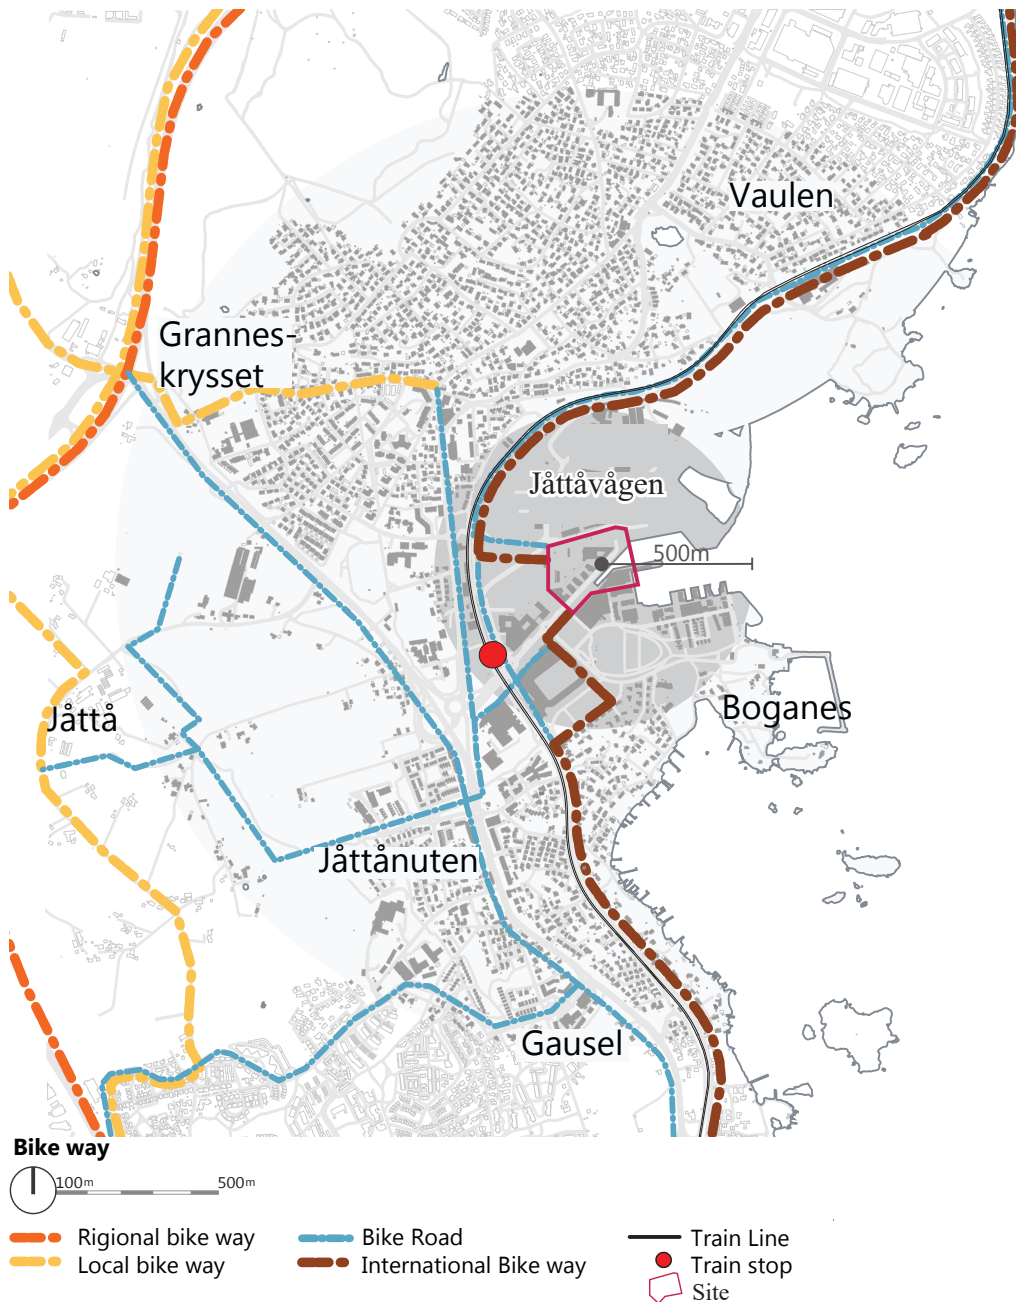 Vaulen
Grannes-
krysset
Jåttåvågen
500m
Jåttå
Boganes
Jåttånuten
Gausel
Bike way
100m
500m
Rigional bike way
Bike Road
Train Line
Local bike way
International Bike way
Train stop
Site